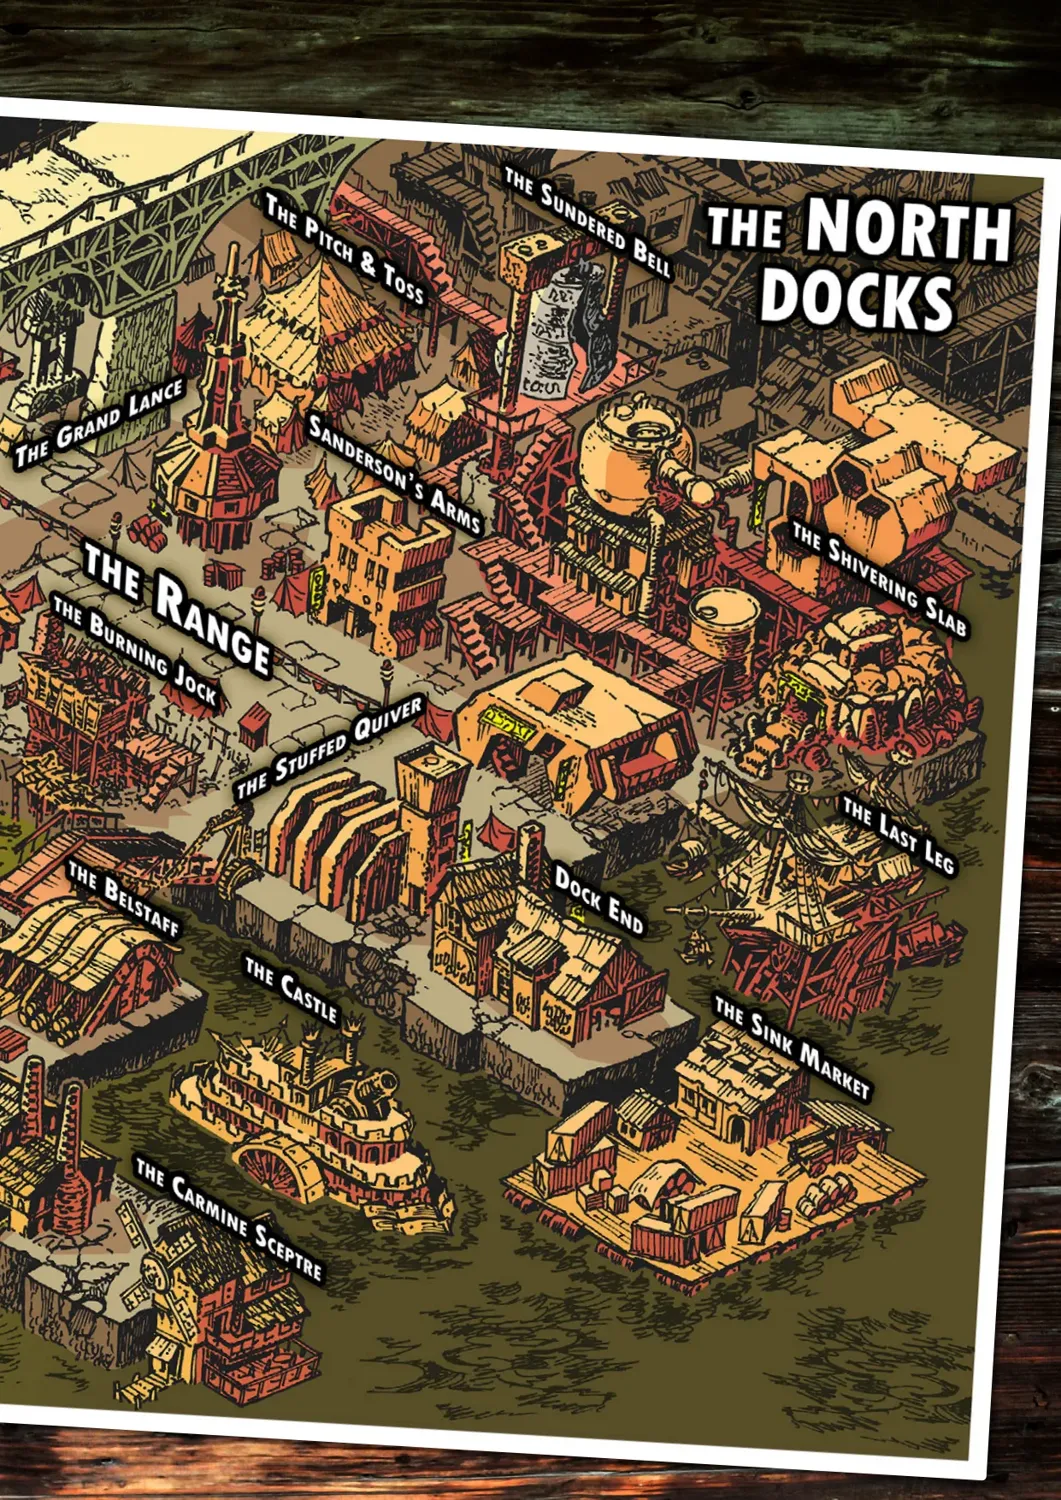 THE SUNDERED BELL
THE NORTH
DOCKS
THE PITCH & TOSS
THE GRAND LANCE
SANDERSON'S ARMS
THE SHIVERING SLAB
THE RANGE
THE BURNING JOCK
THE STUFFED QUIVER
THE LAST LEG
THE BELSTAFF
DOCK END
THE CASTLE
THE SINK MARKET
THE CARMINE SCEPTRE